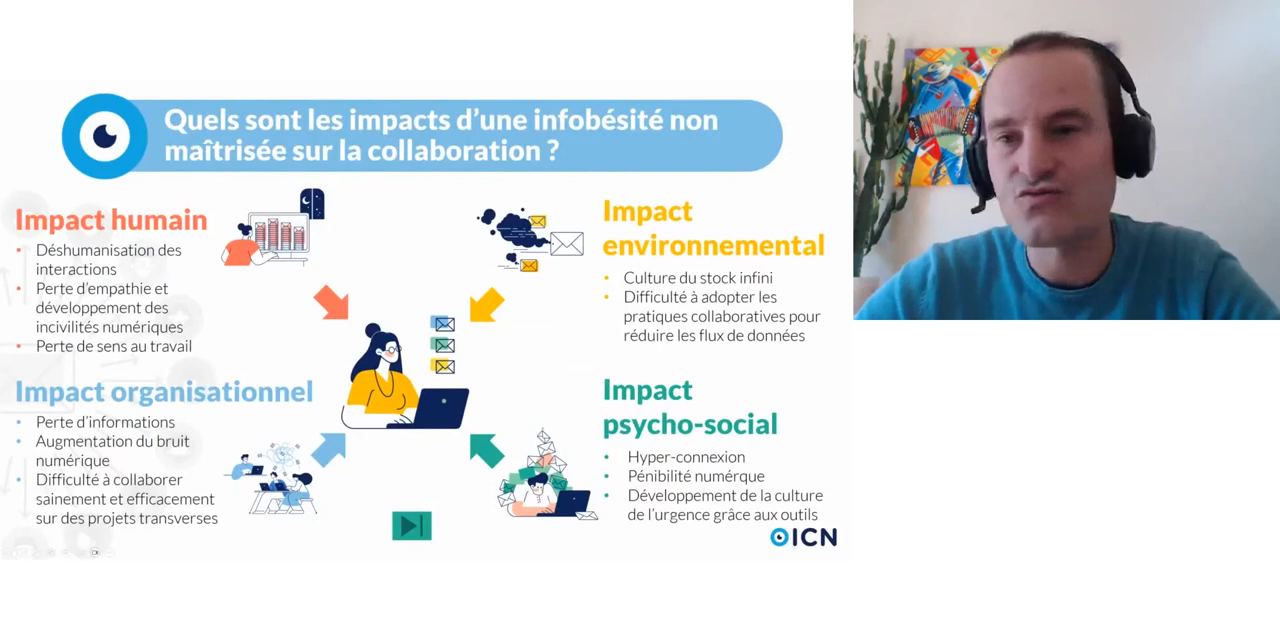 Quels sont les impacts d'une infobésité non
maîtrisée sur la collaboration ?
Impact humain
• Déshumanisation des
interactions
• Perte d'empathie et
développement des
incivilités numériques
• Perte de sens au travail
Impact organisationnel
• Perte d'informations
• Augmentation du bruit
numérique
• Difficulté à collaborer
sainement et efficacement
sur des projets transverses
Impact
environnemental
• Culture du stock infini
• Difficulté à adopter les
pratiques collaboratives pour
réduire les flux de données
Impact
psycho-social
• Hyper-connexion
• Pénibilité numérque
• Développement de la culture
de l'urgence grâce aux outils
OICN